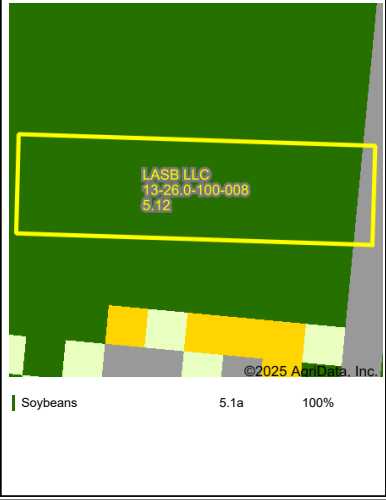 LASB LLC
13-26.0-100-008
5.12
©2025 AgriData, Inc.
Soybeans 5.1a 100%